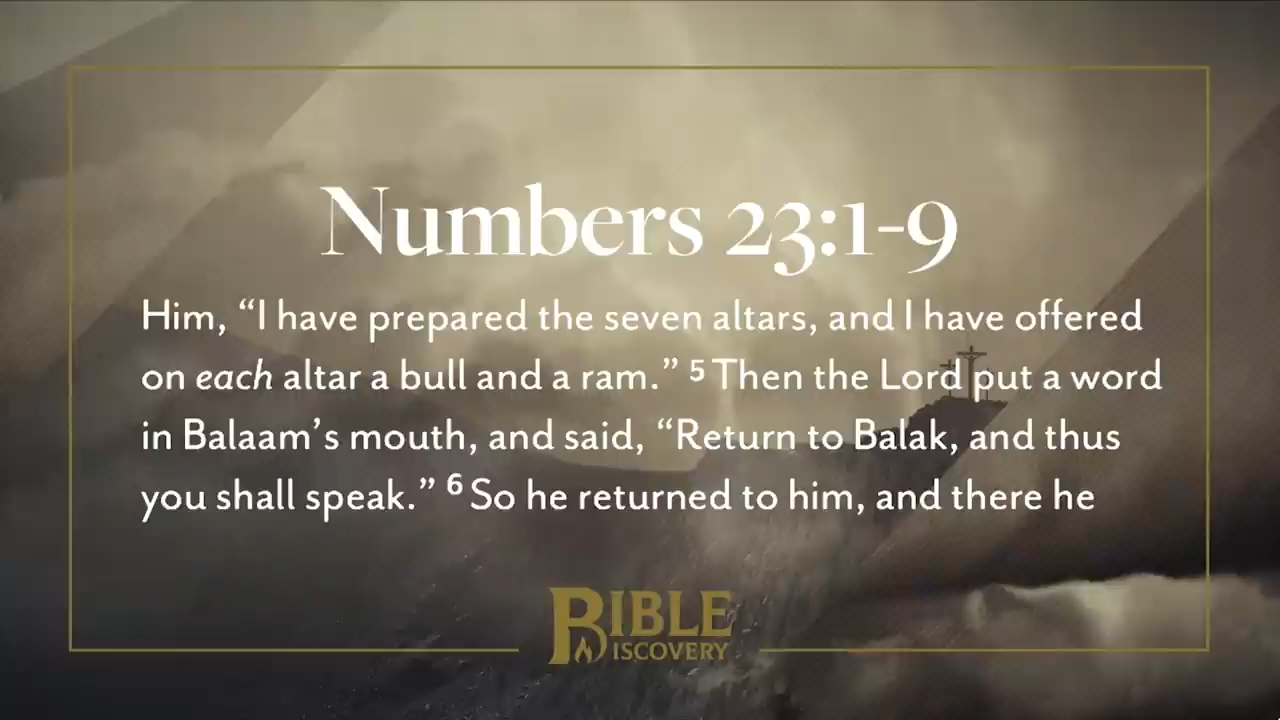 Numbers 23:1-9
Him, “I have prepared the seven altars, and I have offered
on each altar a bull and a ram.” 5 Then the Lord put a word
in Balaam’s mouth, and said, “Return to Balak, and thus
you shall speak.” 6 So he returned to him, and there he
BIBLE
DISCOVERY